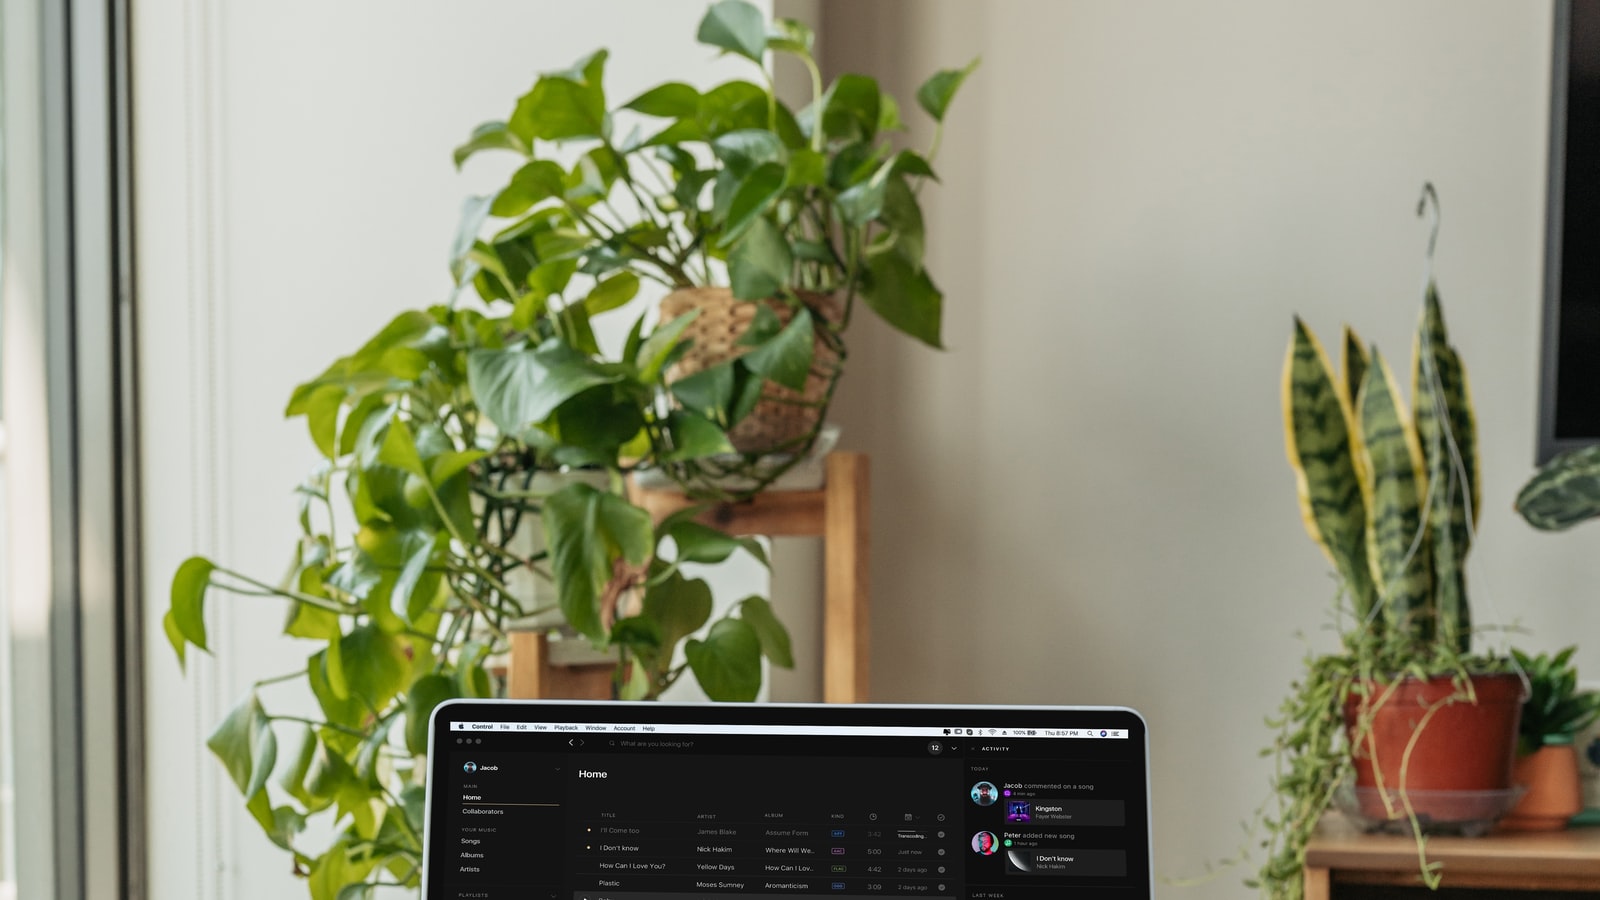 Control File Edit View Playback Window Account Help
100% Thu 8:57 PM
What are you looking for?
12
Jacob
MAIN
Home
Collaborators
YOUR MUSIC
Songs
Albums
Artists
PLAYLISTS
Home
TITLE ARTIST ALBUM KIND
I'll Come too James Blake Assume Form 3:42 Transcoding...
I Don't know Nick Hakim Where Will We.. 5:00 Just now
How Can I Love You? Yellow Days How Can I Lov.. FLAC 4:42 2 days ago
Plastic Moses Sumney Aromanticism 3:09 2 days ago
ACTIVITY
TODAY
Jacob commented on a song
4 min ago
Kingston
Faye Webster
Peter added new song
1 hour ago
I Don't know
Nick Hakim
LAST WEEK